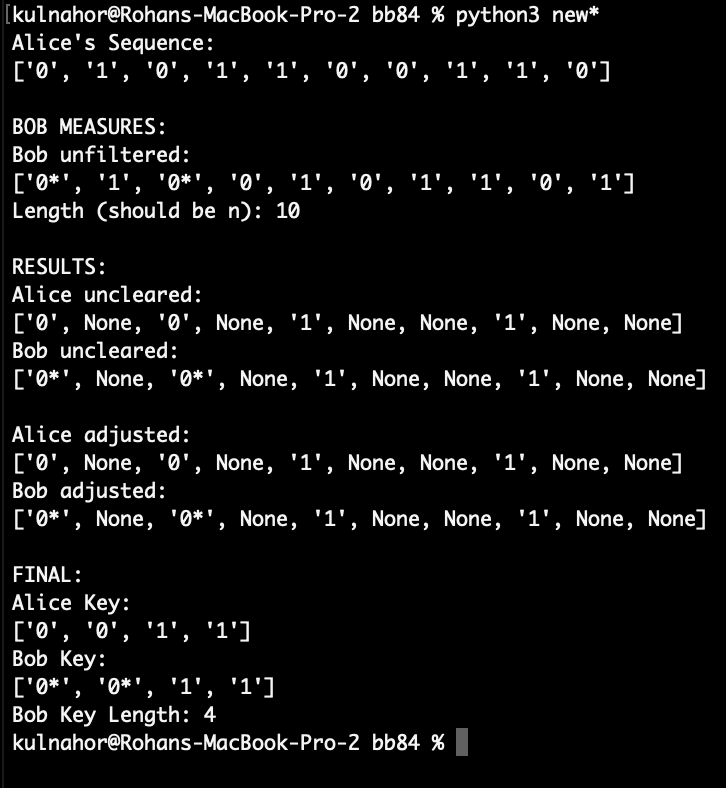 [kulnahor@Rohans-MacBook-Pro-2 bb84 % python3 new*
Alice's Sequence:
['0', '1', '0', '1', '1', '0', '0', '1', '1', '0']
BOB MEASURES:
Bob unfiltered:
['0*', '1', '0*', '0', '1', '0', '1', '1', '0', '1']
Length (should be n): 10
RESULTS:
Alice uncleared:
['0', None, '0', None, '1', None, None, '1', None, None]
Bob uncleared:
['0*', None, '0*', None, '1', None, None, '1', None, None]
Alice adjusted:
['0', None, '0', None, '1', None, None, '1', None, None]
Bob adjusted:
['0*', None, '0*', None, '1', None, None, '1', None, None]
FINAL:
Alice Key:
['0', '0', '1', '1']
Bob Key:
['0*', '0*', '1', '1']
Bob Key Length: 4
kulnahor@Rohans-MacBook-Pro-2 bb84 %